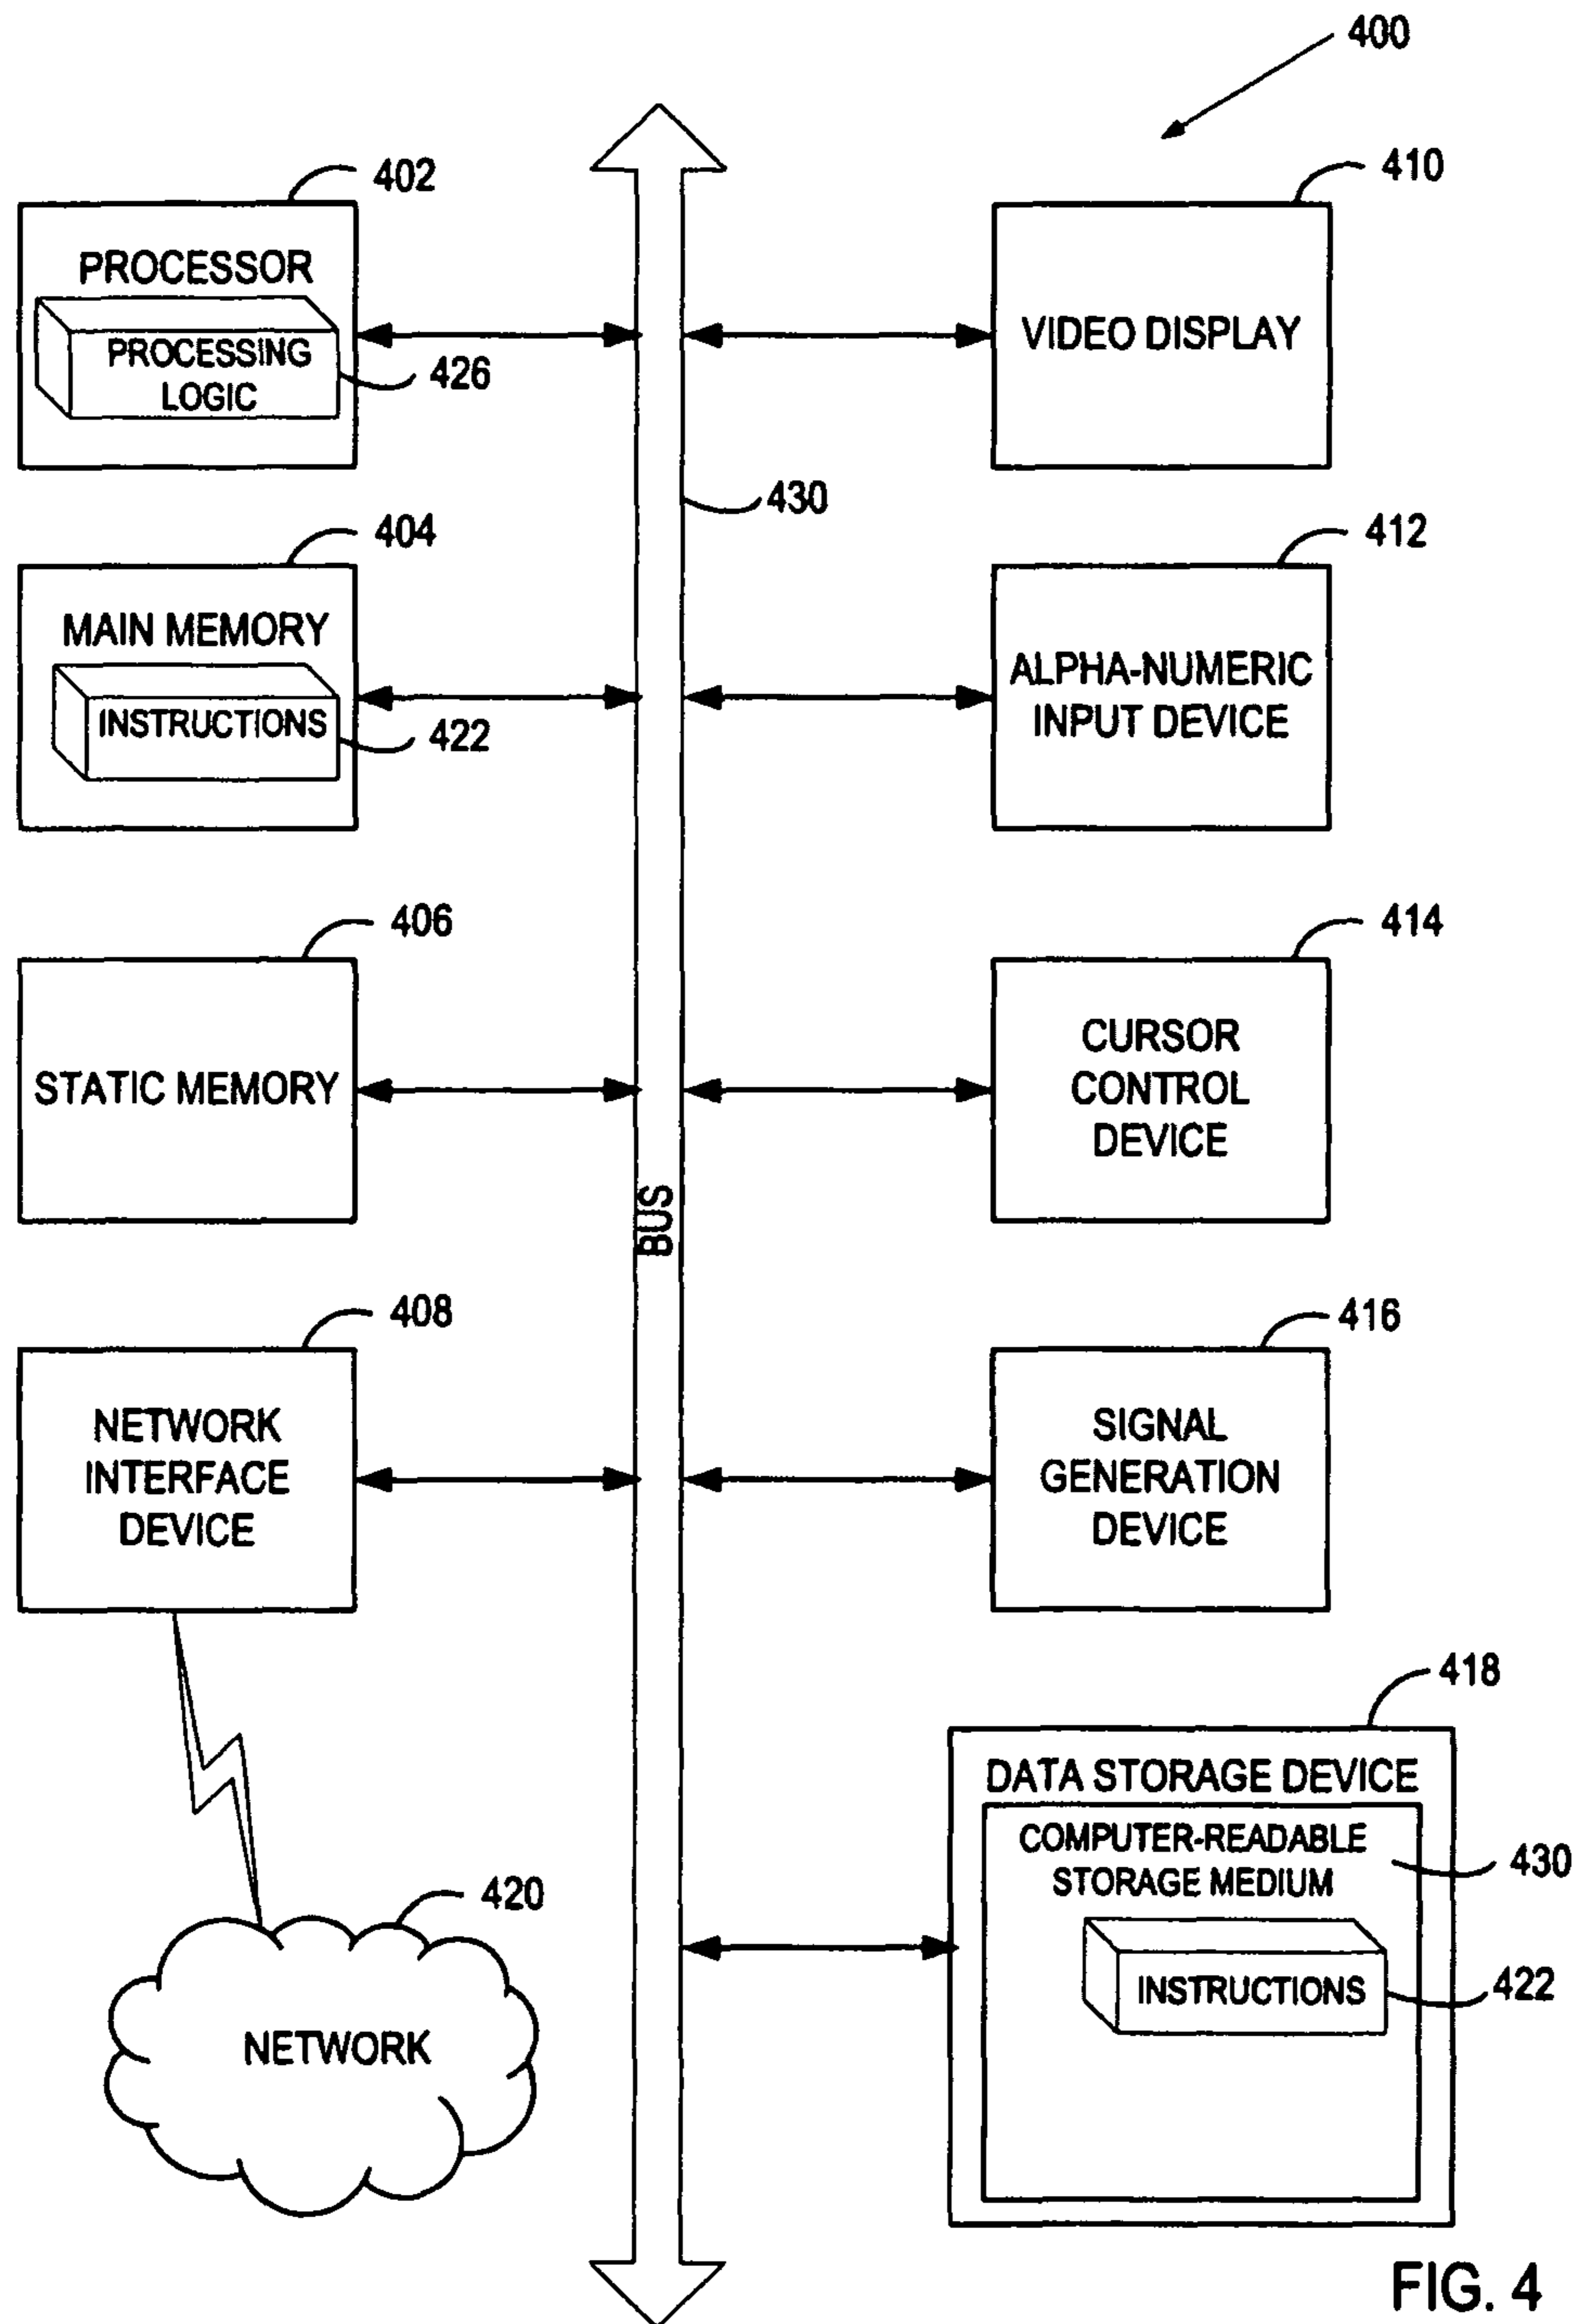 400
402
PROCESSOR
PROCESSING
LOGIC
426
410
VIDEO DISPLAY
430
404
MAIN MEMORY
INSTRUCTIONS
422
412
ALPHA-NUMERIC
INPUT DEVICE
406
STATIC MEMORY
414
CURSOR
CONTROL
DEVICE
BUS
408
NETWORK
INTERFACE
DEVICE
416
SIGNAL
GENERATION
DEVICE
418
DATA STORAGE DEVICE
COMPUTER-READABLE
STORAGE MEDIUM
430
INSTRUCTIONS
422
420
NETWORK
FIG. 4